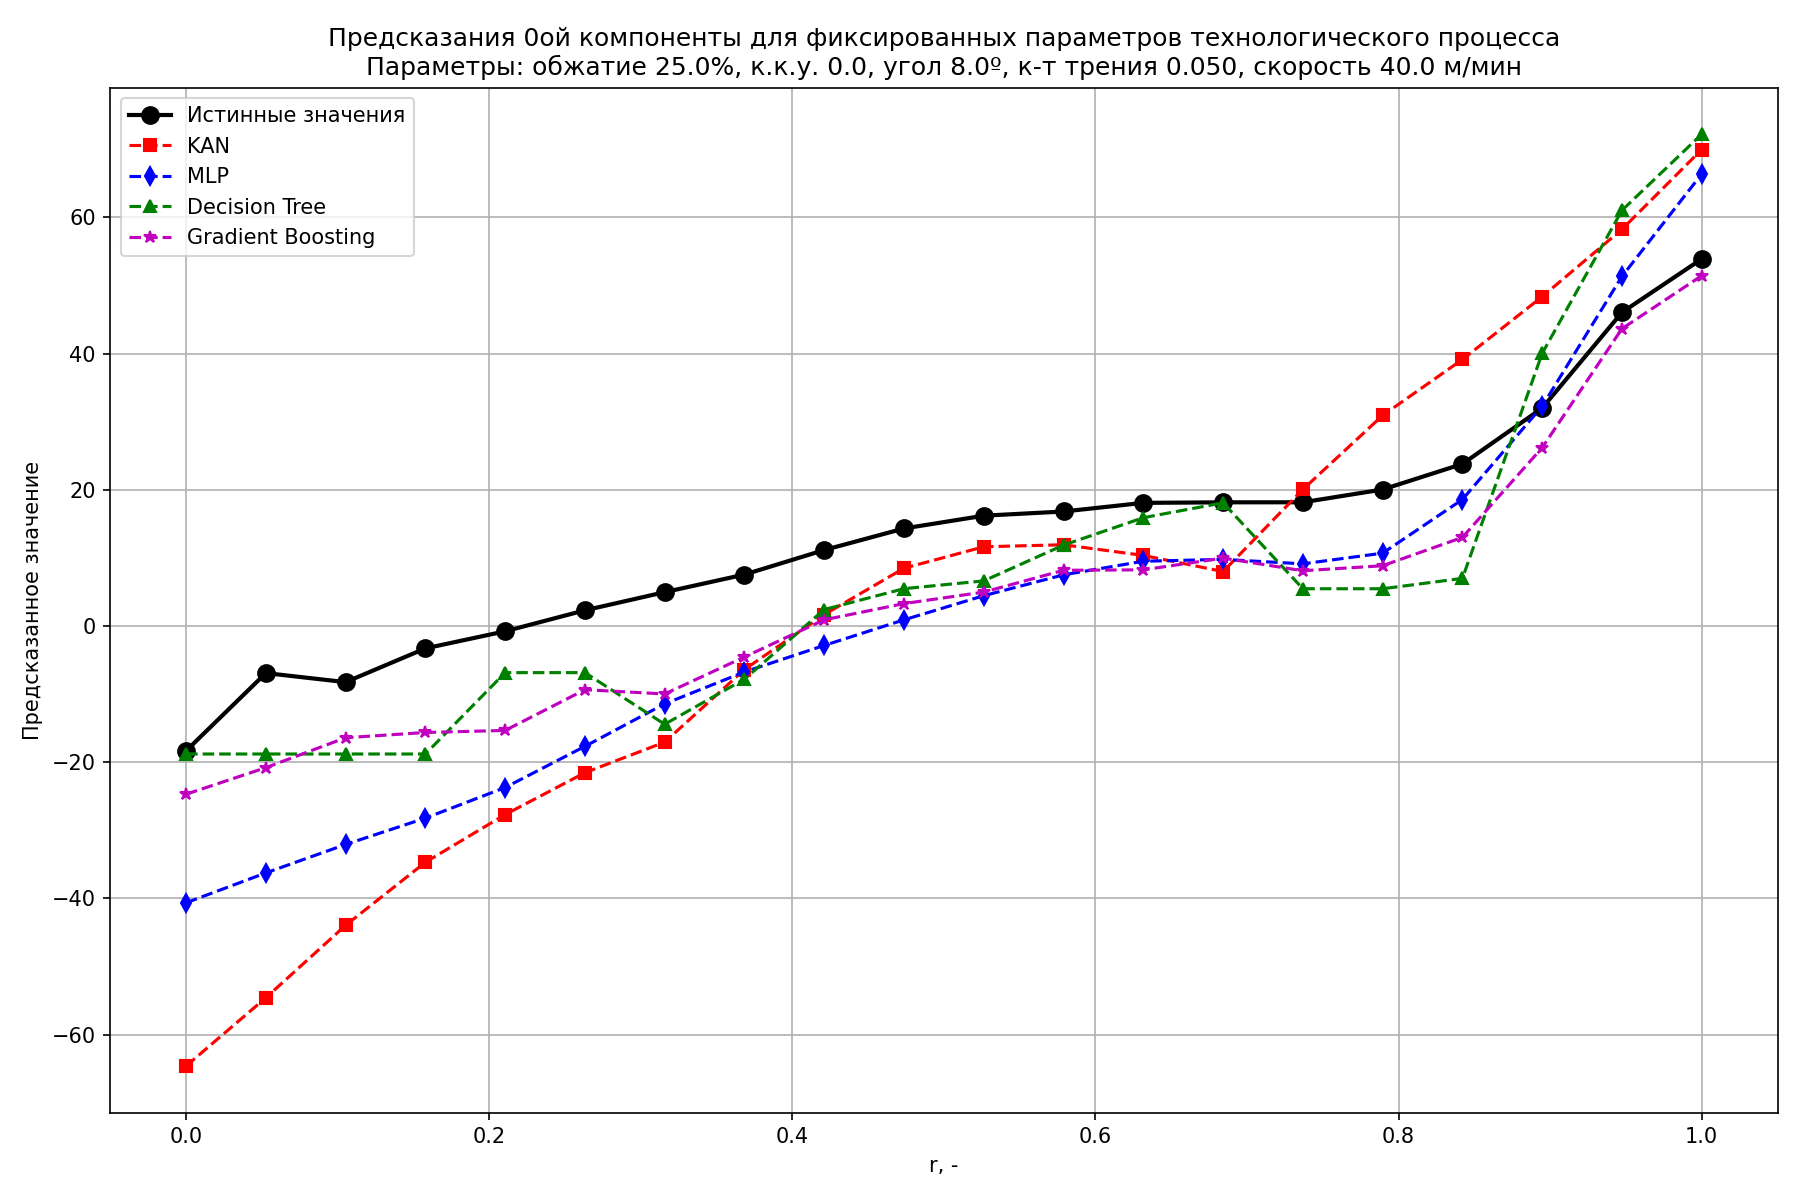 Предсказания 0ой компоненты для фиксированных параметров технологического процесса
Параметры: обжатие 25.0%, к.к.у. 0.0, угол 8.0º, к-т трения 0.050, скорость 40.0 м/мин
Истинные значения
KAN
MLP
Decision Tree
Gradient Boosting
Предсказанное значение
60
40
20
0
−20
−40
−60
0.0 0.2 0.4 0.6 0.8 1.0
r, -